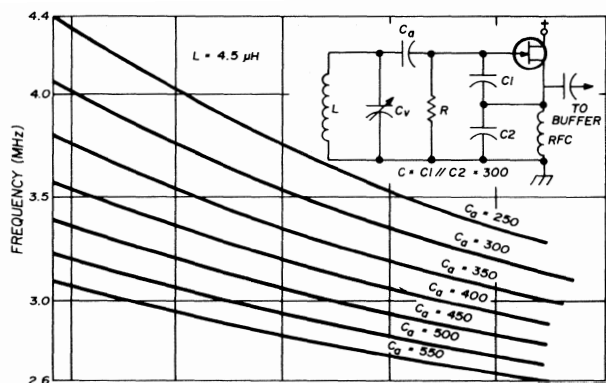 FREQUENCY (MHz)
4.4
4.0
3.5
3.0
2.6
L = 4.5 μH
L
Cv
Ca
R
C1
C2
+
TO
BUFFER
RFC
C = C1 // C2 = 300
Ca = 250
Ca = 300
Ca = 350
Ca = 400
Ca = 450
Ca = 500
Ca = 550